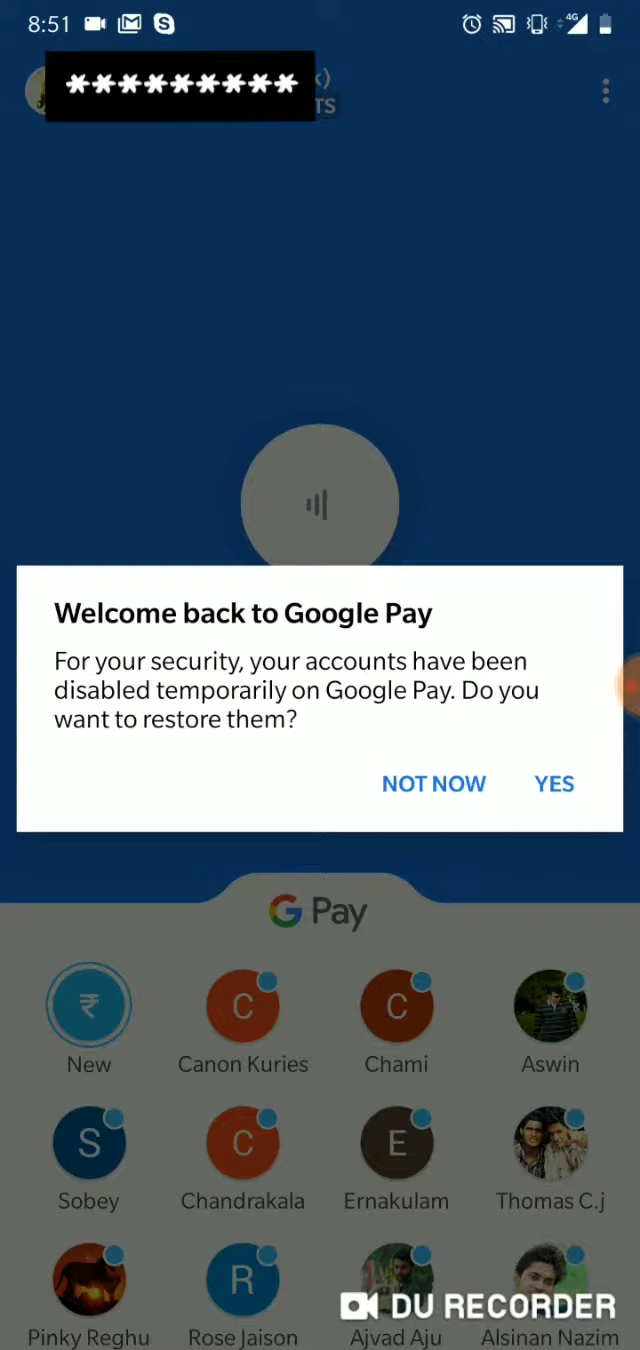 8:51
4G
*********
TS
Welcome back to Google Pay
For your security, your accounts have been
disabled temporarily on Google Pay. Do you
want to restore them?
NOT NOW YES
G Pay
₹ C C
New Canon Kuries Chami Aswin
S C E
Sobey Chandrakala Ernakulam Thomas C.j
R
DU RECORDER
Pinky Reghu Rose Jaison Ajvad Aju Alsinan Nazim